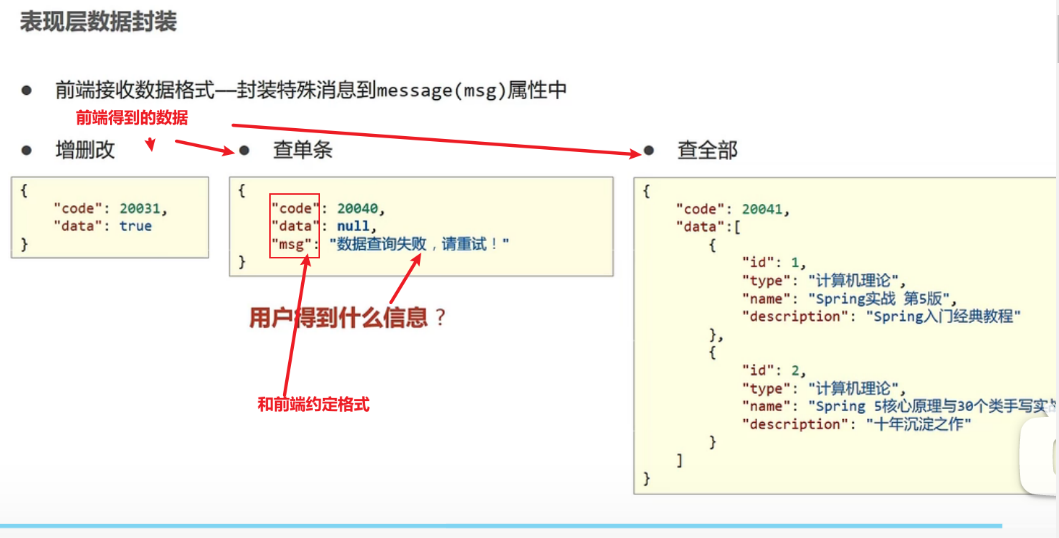 表现层数据封装
● 前端接收数据格式—封装特殊消息到message(msg)属性中
前端得到的数据
● 增删改
{
"code": 20031,
"data": true
}
● 查单条
{
"code": 20040,
"data": null,
"msg": "数据查询失败，请重试！"
}
用户得到什么信息？
和前端约定格式
● 查全部
{
"code": 20041,
"data":[
{
"id": 1,
"type": "计算机理论",
"name": "Spring实战 第5版",
"description": "Spring入门经典教程"
},
{
"id": 2,
"type": "计算机理论",
"name": "Spring 5核心原理与30个类手写实
"description": "十年沉淀之作"
}
]
}